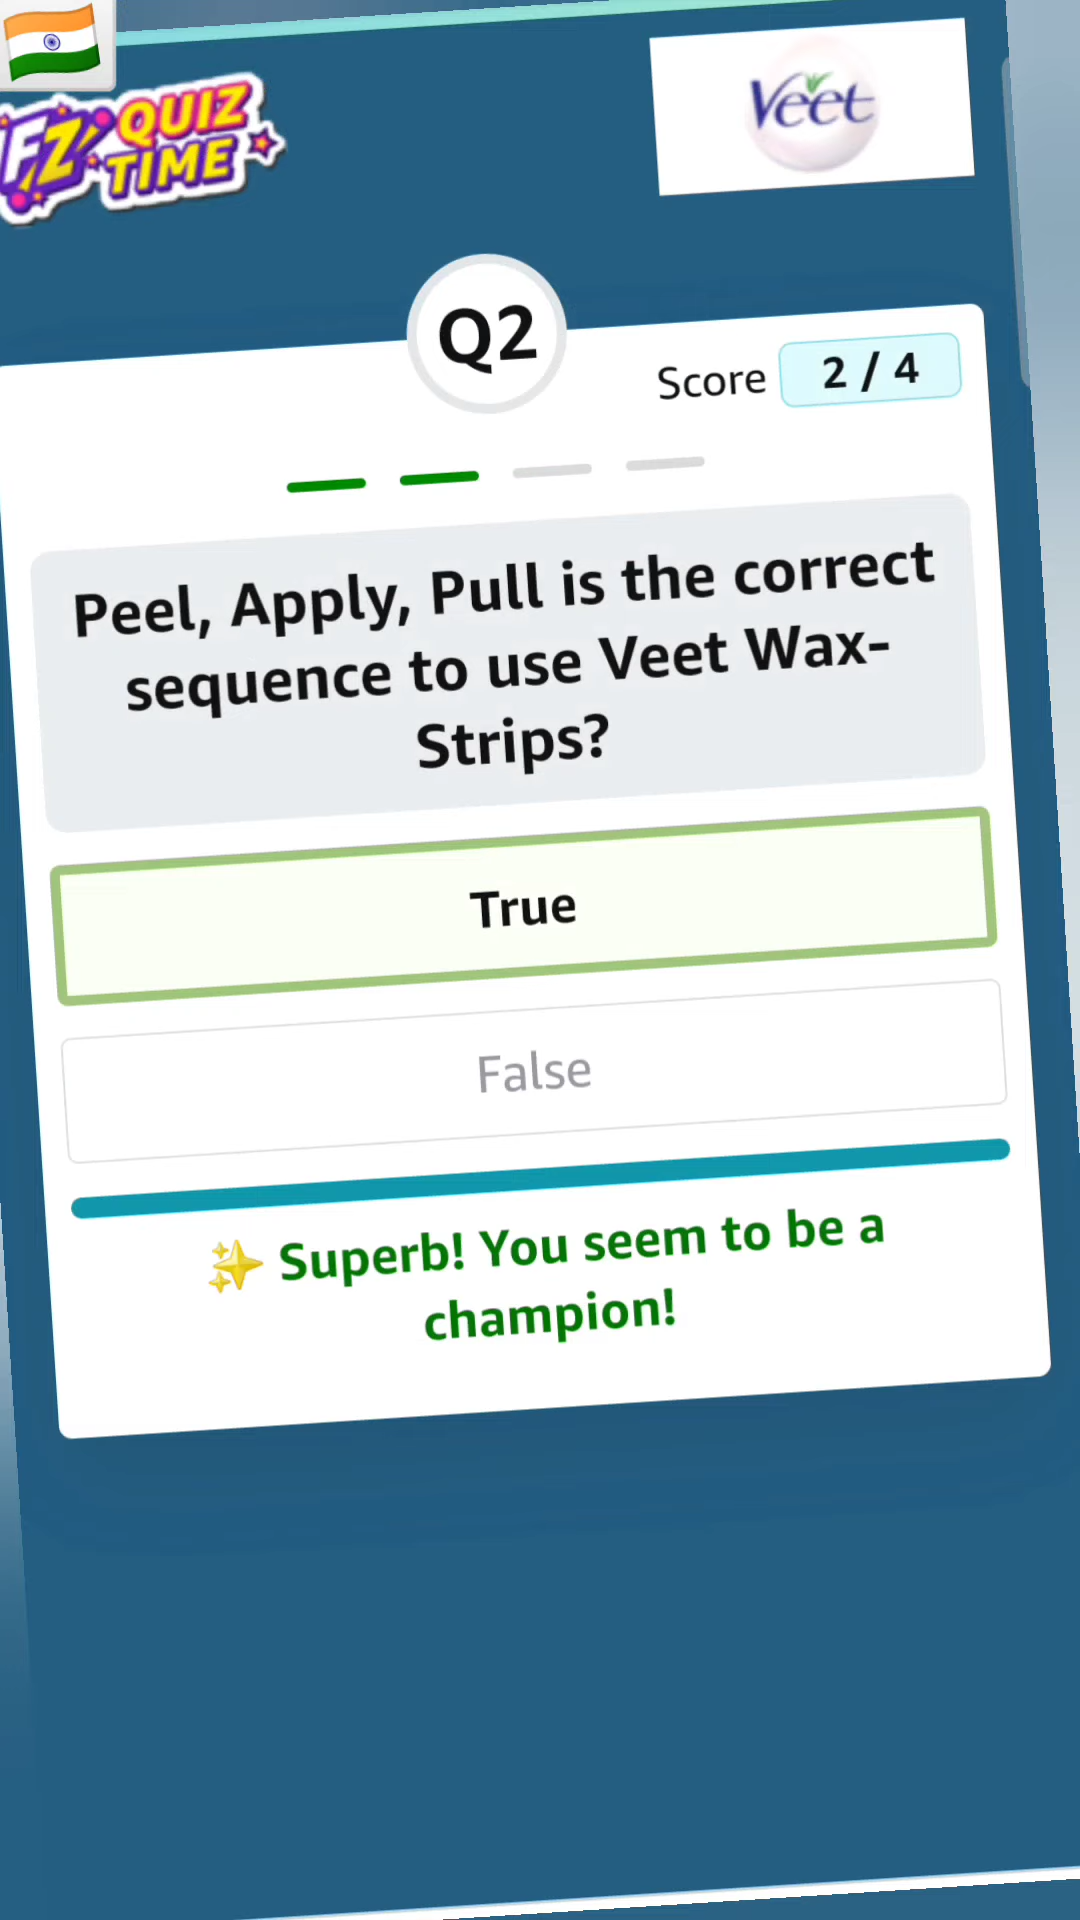 FZ QUIZ
TIME
Veet
Q2
Score 2 / 4
Peel, Apply, Pull is the correct
sequence to use Veet Wax-
Strips?
True
False
✨ Superb! You seem to be a
champion!